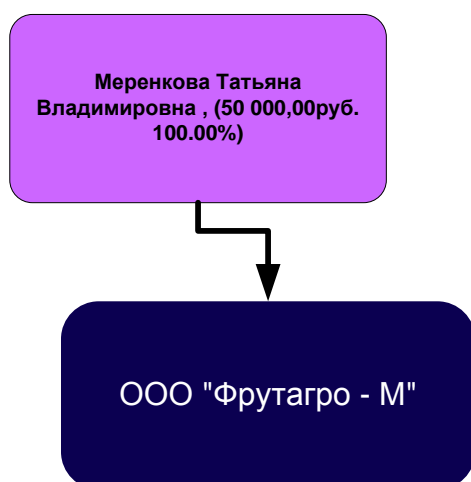 Меренкова Татьяна
Владимировна , (50 000,00руб.
100.00%)
ООО "Фрутагро - М"